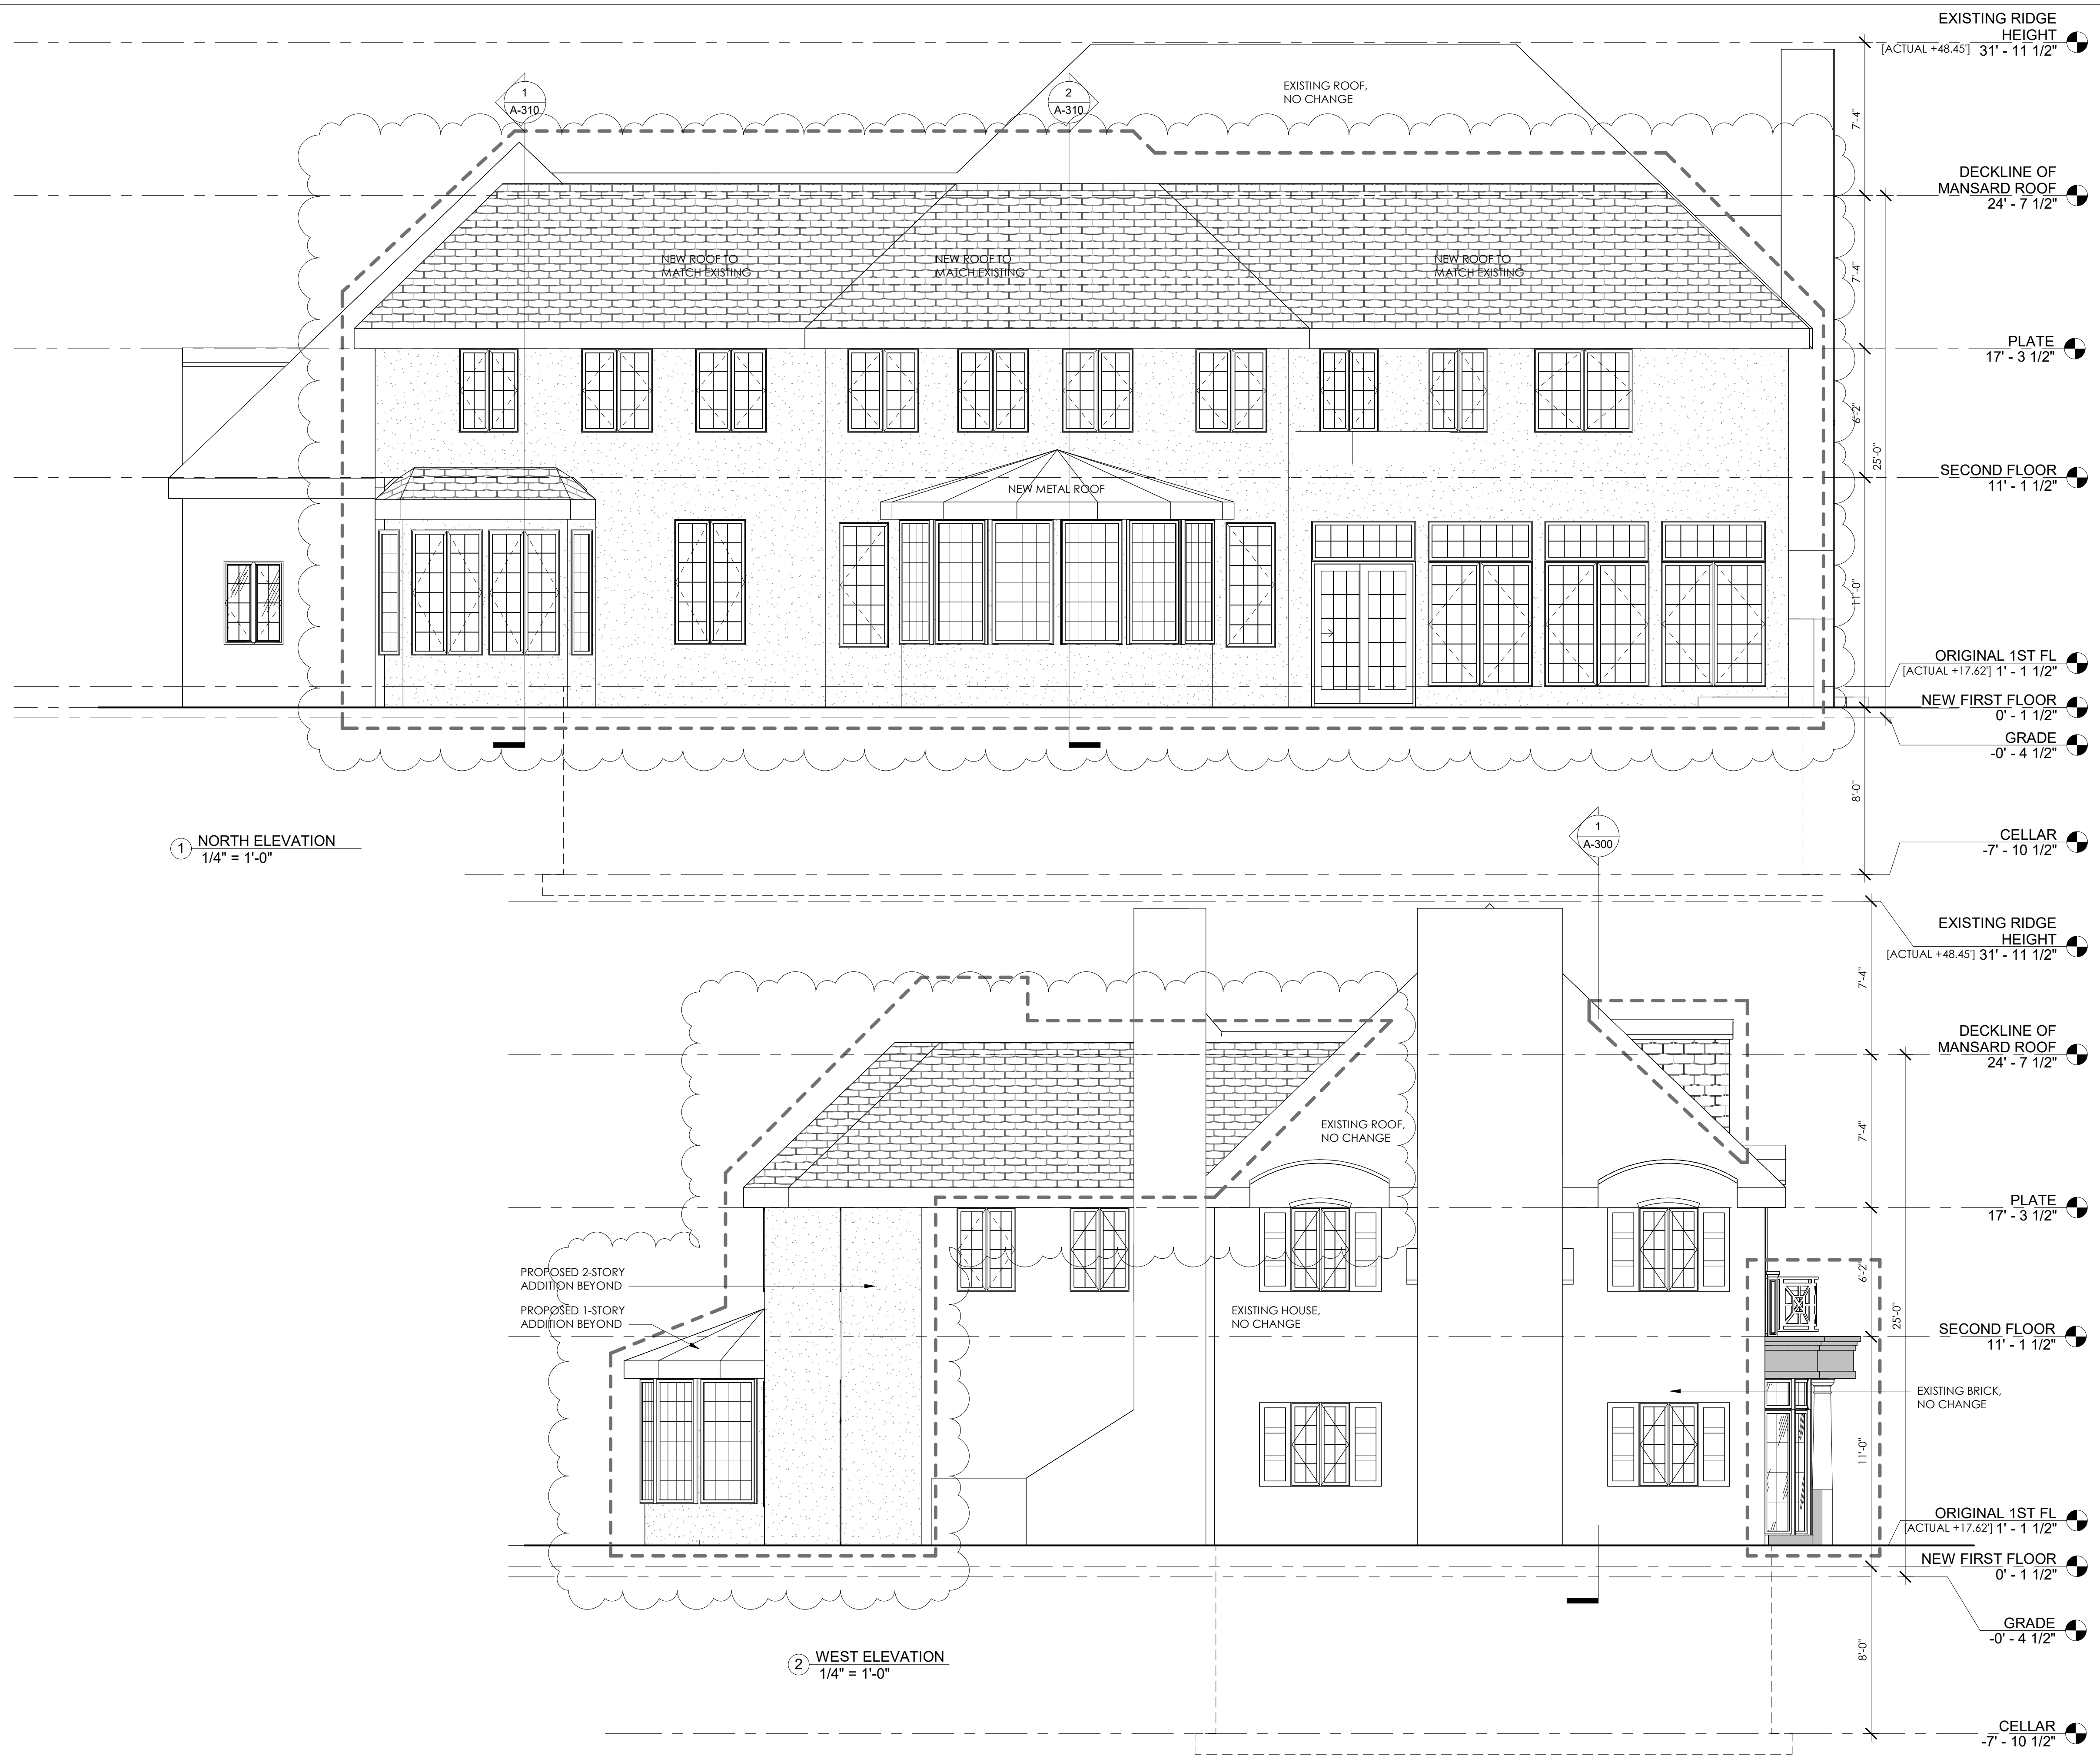 EXISTING RIDGE
HEIGHT
[ACTUAL +48.45'] 31' - 11 1/2"
1
A-310
2
A-310
EXISTING ROOF,
NO CHANGE
7'-4"
DECKLINE OF
MANSARD ROOF
24' - 7 1/2"
NEW ROOF TO
MATCH EXISTING
NEW ROOF TO
MATCH EXISTING
NEW ROOF TO
MATCH EXISTING
7'-4"
PLATE
17' - 3 1/2"
6'-2"
25'-0"
SECOND FLOOR
11' - 1 1/2"
NEW METAL ROOF
11'-0"
ORIGINAL 1ST FL
[ACTUAL +17.62'] 1' - 1 1/2"
NEW FIRST FLOOR
0' - 1 1/2"
GRADE
-0' - 4 1/2"
8'-0"
1 NORTH ELEVATION
1/4" = 1'-0"
1
A-300
CELLAR
-7' - 10 1/2"
EXISTING RIDGE
HEIGHT
[ACTUAL +48.45'] 31' - 11 1/2"
7'-4"
DECKLINE OF
MANSARD ROOF
24' - 7 1/2"
EXISTING ROOF,
NO CHANGE
7'-4"
PLATE
17' - 3 1/2"
PROPOSED 2-STORY
ADDITION BEYOND
PROPOSED 1-STORY
ADDITION BEYOND
EXISTING HOUSE,
NO CHANGE
6'-2"
25'-0"
SECOND FLOOR
11' - 1 1/2"
EXISTING BRICK,
NO CHANGE
11'-0"
ORIGINAL 1ST FL
[ACTUAL +17.62'] 1' - 1 1/2"
NEW FIRST FLOOR
0' - 1 1/2"
GRADE
-0' - 4 1/2"
8'-0"
2 WEST ELEVATION
1/4" = 1'-0"
CELLAR
-7' - 10 1/2"